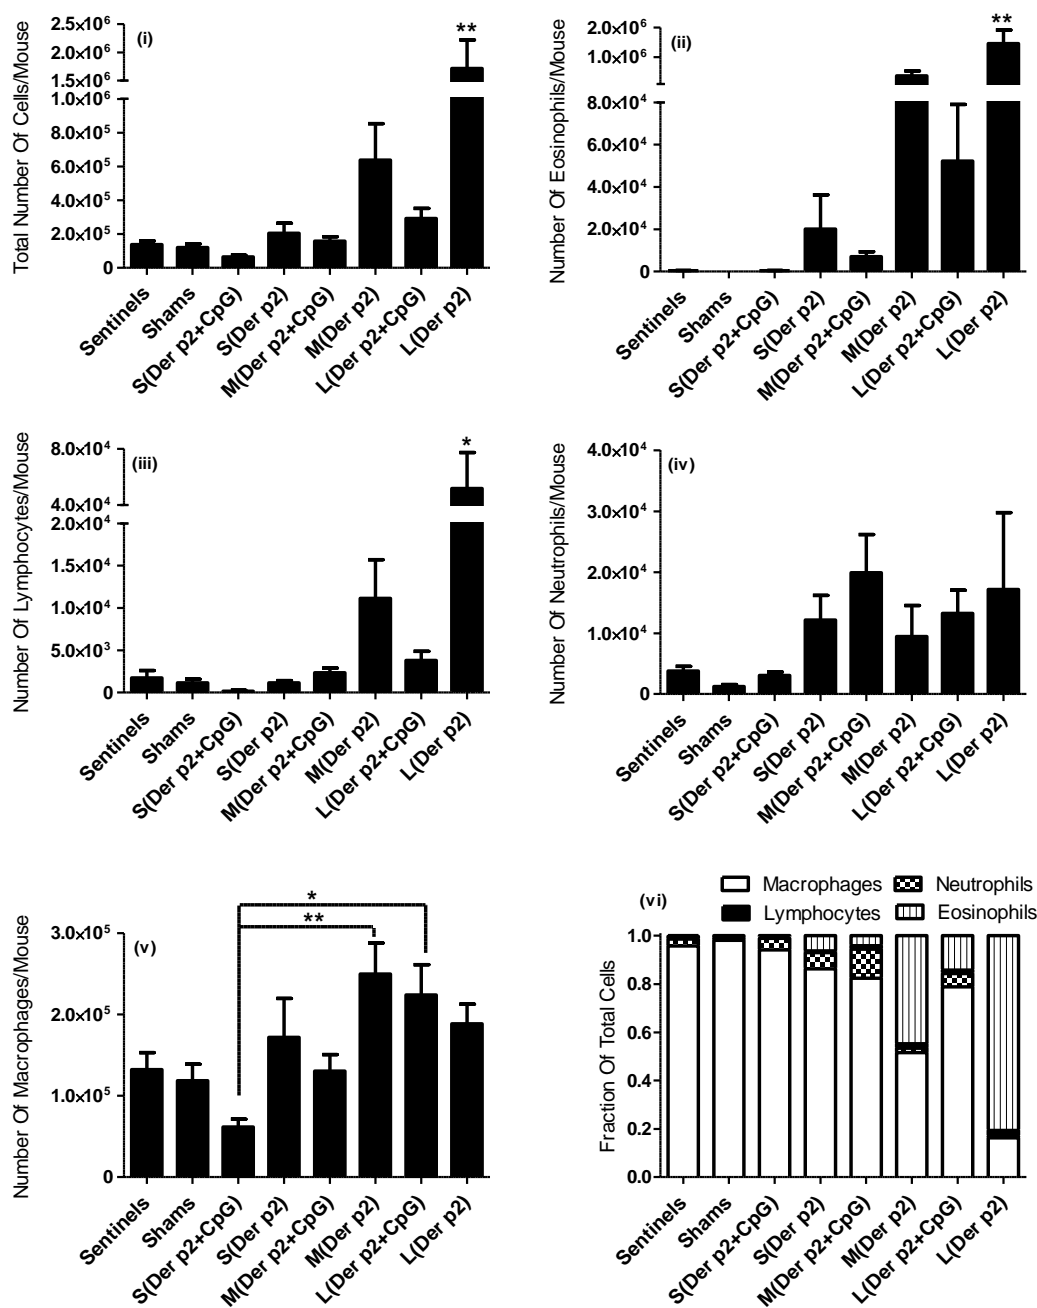 Total Number Of Cells/Mouse
(i)
**
2.5×10⁶
2.0×10⁶
1.5×10⁶
1.0×10⁶
8.0×10⁵
6.0×10⁵
4.0×10⁵
2.0×10⁵
0
Sentinels
Shams
S(Der p2+CpG)
S(Der p2)
M(Der p2+CpG)
M(Der p2)
L(Der p2+CpG)
L(Der p2)
Number Of Eosinophils/Mouse
(ii)
**
2.0×10⁶
1.0×10⁶
8.0×10⁴
6.0×10⁴
4.0×10⁴
2.0×10⁴
0
Sentinels
Shams
S(Der p2+CpG)
S(Der p2)
M(Der p2+CpG)
M(Der p2)
L(Der p2+CpG)
L(Der p2)
Number Of Lymphocytes/Mouse
(iii)
*
8.0×10⁴
4.0×10⁴
2.0×10⁴
1.5×10⁴
1.0×10⁴
5.0×10³
0
Sentinels
Shams
S(Der p2+CpG)
S(Der p2)
M(Der p2+CpG)
M(Der p2)
L(Der p2+CpG)
L(Der p2)
Number Of Neutrophils/Mouse
(iv)
4.0×10⁴
3.0×10⁴
2.0×10⁴
1.0×10⁴
0
Sentinels
Shams
S(Der p2+CpG)
S(Der p2)
M(Der p2+CpG)
M(Der p2)
L(Der p2+CpG)
L(Der p2)
Number Of Macrophages/Mouse
(v)
*
**
3.0×10⁵
2.0×10⁵
1.0×10⁵
0
Sentinels
Shams
S(Der p2+CpG)
S(Der p2)
M(Der p2+CpG)
M(Der p2)
L(Der p2+CpG)
L(Der p2)
Fraction Of Total Cells
(vi)
Macrophages
Neutrophils
Lymphocytes
Eosinophils
1.0
0.8
0.6
0.4
0.2
0.0
Sentinels
Shams
S(Der p2+CpG)
S(Der p2)
M(Der p2+CpG)
M(Der p2)
L(Der p2+CpG)
L(Der p2)